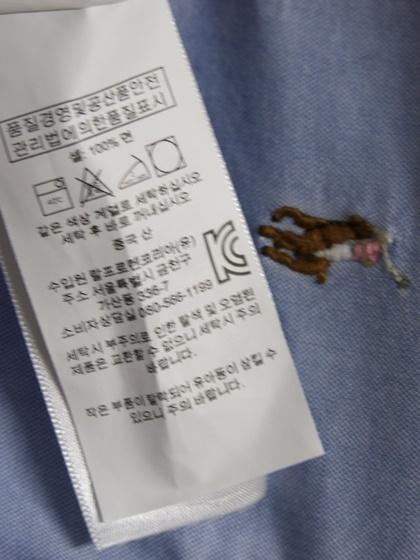 품질경영및공산품안전
관리법에의한품질표시
쉘: 100% 면
40℃
같은 색상 계열로 세탁하십시오
세탁 후 바로 꺼내십시오
중국 산
수입원 랄프로렌코리아(유)
주소 서울특별시 금천구
가산동 336-7
소비자상담실 080-566-1199
세탁시 부주의로 인한 탈색 및 오염된
제품은 교환할 수 없으니 세탁시 주의
바랍니다.
작은 부품이 탈락되어 유아동이 삼킬 수
있으니 주의 바랍니다.